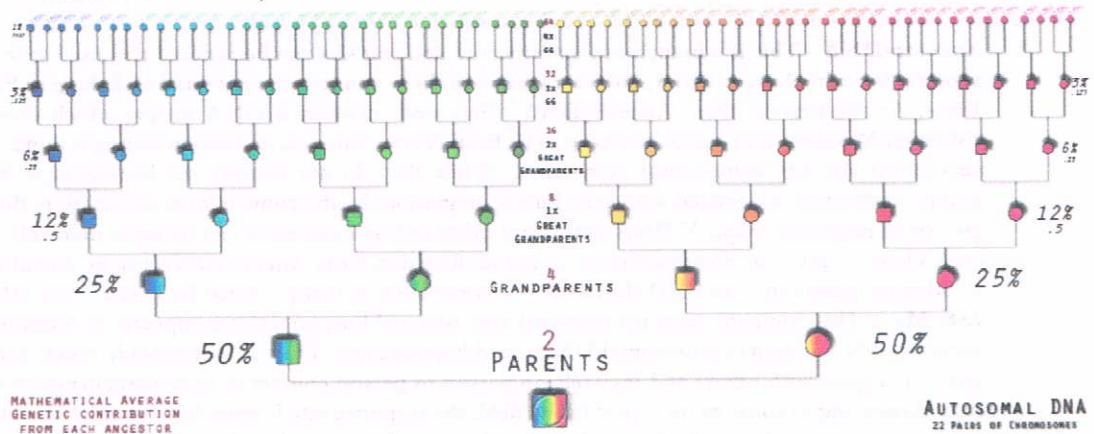 64
4X
GG
3%
.125
32
3X
GG
3%
.125
6%
.25
16
2X
GREAT
GRANDPARENTS
6%
.25
12%
.5
8
1X
GREAT
GRANDPARENTS
12%
.5
25%
4
GRANDPARENTS
25%
50%
2
PARENTS
50%
MATHEMATICAL AVERAGE
GENETIC CONTRIBUTION
FROM EACH ANCESTOR
AUTOSOMAL DNA
22 PAIRS OF CHROMOSOMES